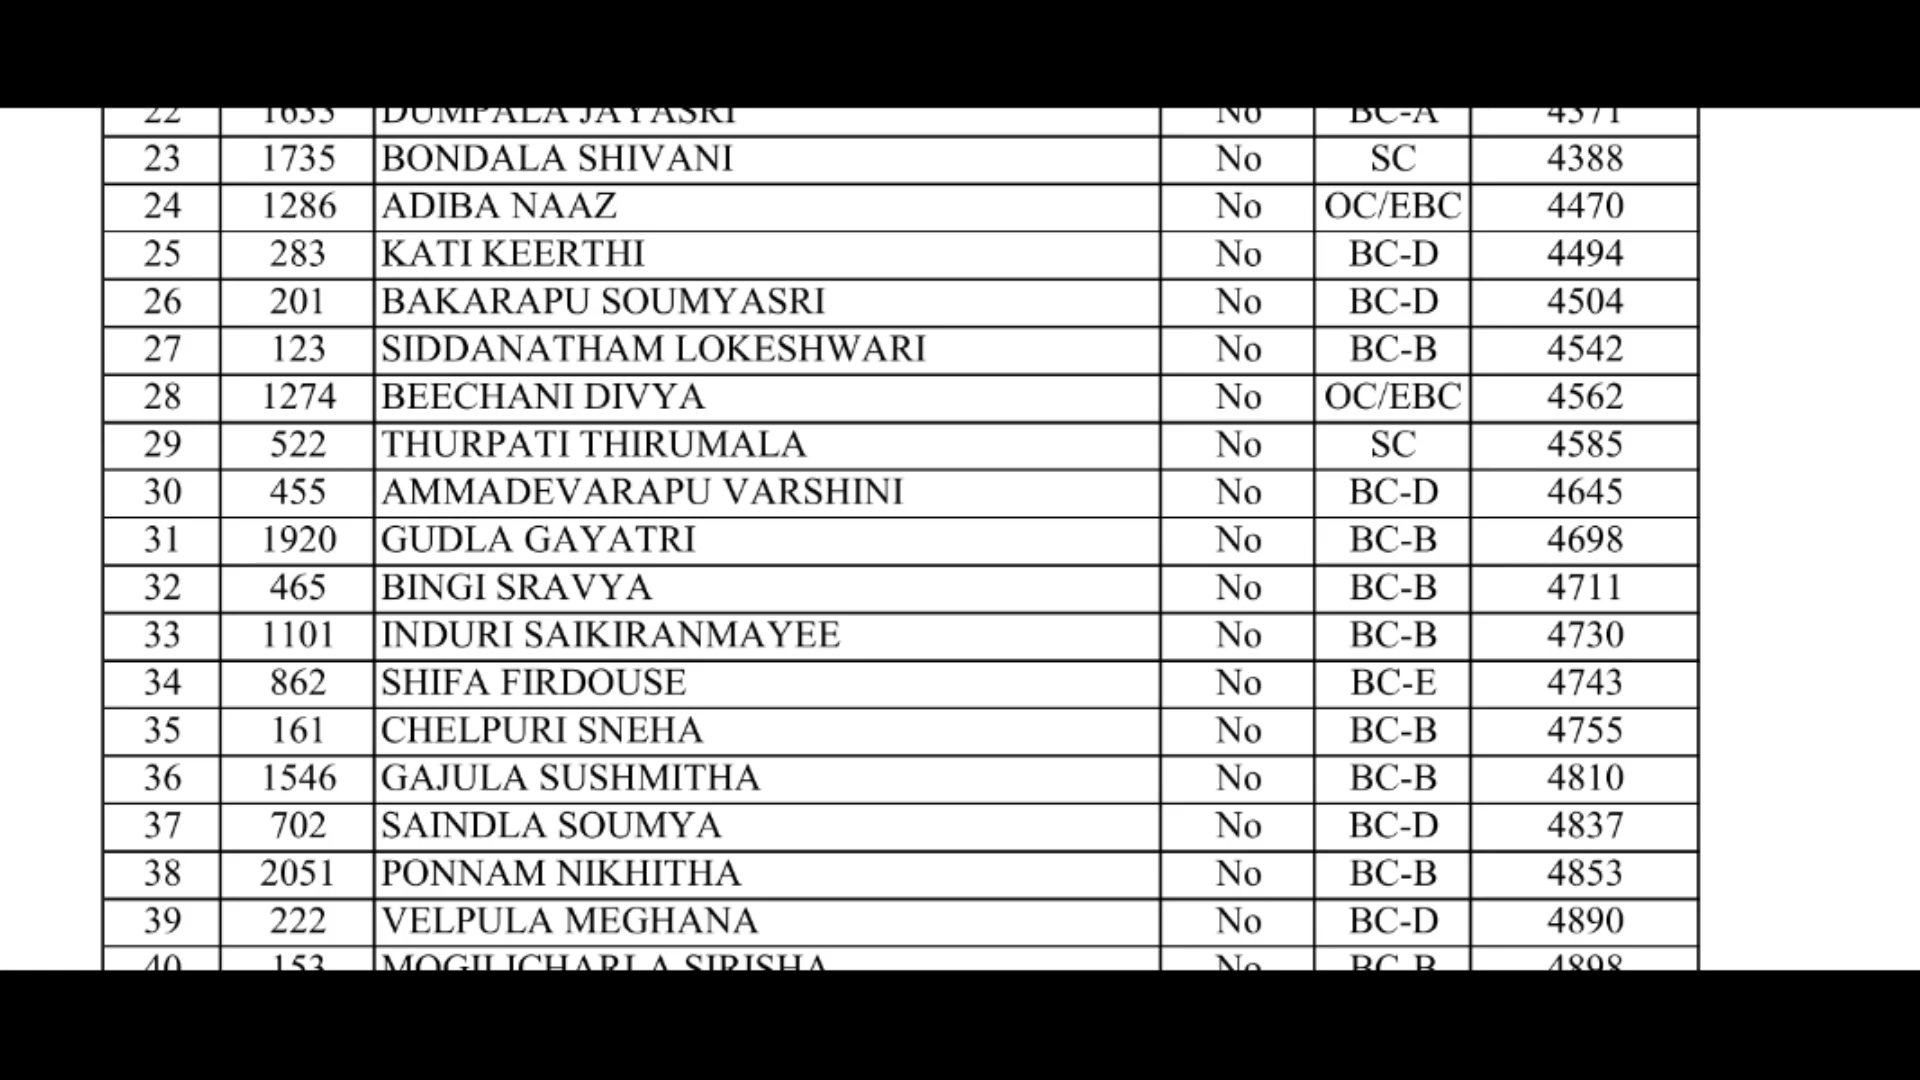 22 1633 DUMPALA JAYASRI No BC-A 4371
23 1735 BONDALA SHIVANI No SC 4388
24 1286 ADIBA NAAZ No OC/EBC 4470
25 283 KATI KEERTHI No BC-D 4494
26 201 BAKARAPU SOUMYASRI No BC-D 4504
27 123 SIDDANATHAM LOKESHWARI No BC-B 4542
28 1274 BEECHANI DIVYA No OC/EBC 4562
29 522 THURPATI THIRUMALA No SC 4585
30 455 AMMADEVARAPU VARSHINI No BC-D 4645
31 1920 GUDLA GAYATRI No BC-B 4698
32 465 BINGI SRAVYA No BC-B 4711
33 1101 INDURI SAIKIRANMAYEE No BC-B 4730
34 862 SHIFA FIRDOUSE No BC-E 4743
35 161 CHELPURI SNEHA No BC-B 4755
36 1546 GAJULA SUSHMITHA No BC-B 4810
37 702 SAINDLA SOUMYA No BC-D 4837
38 2051 PONNAM NIKHITHA No BC-B 4853
39 222 VELPULA MEGHANA No BC-D 4890
40 153 MOGILICHARLA SIRISHA No BC-B 4898